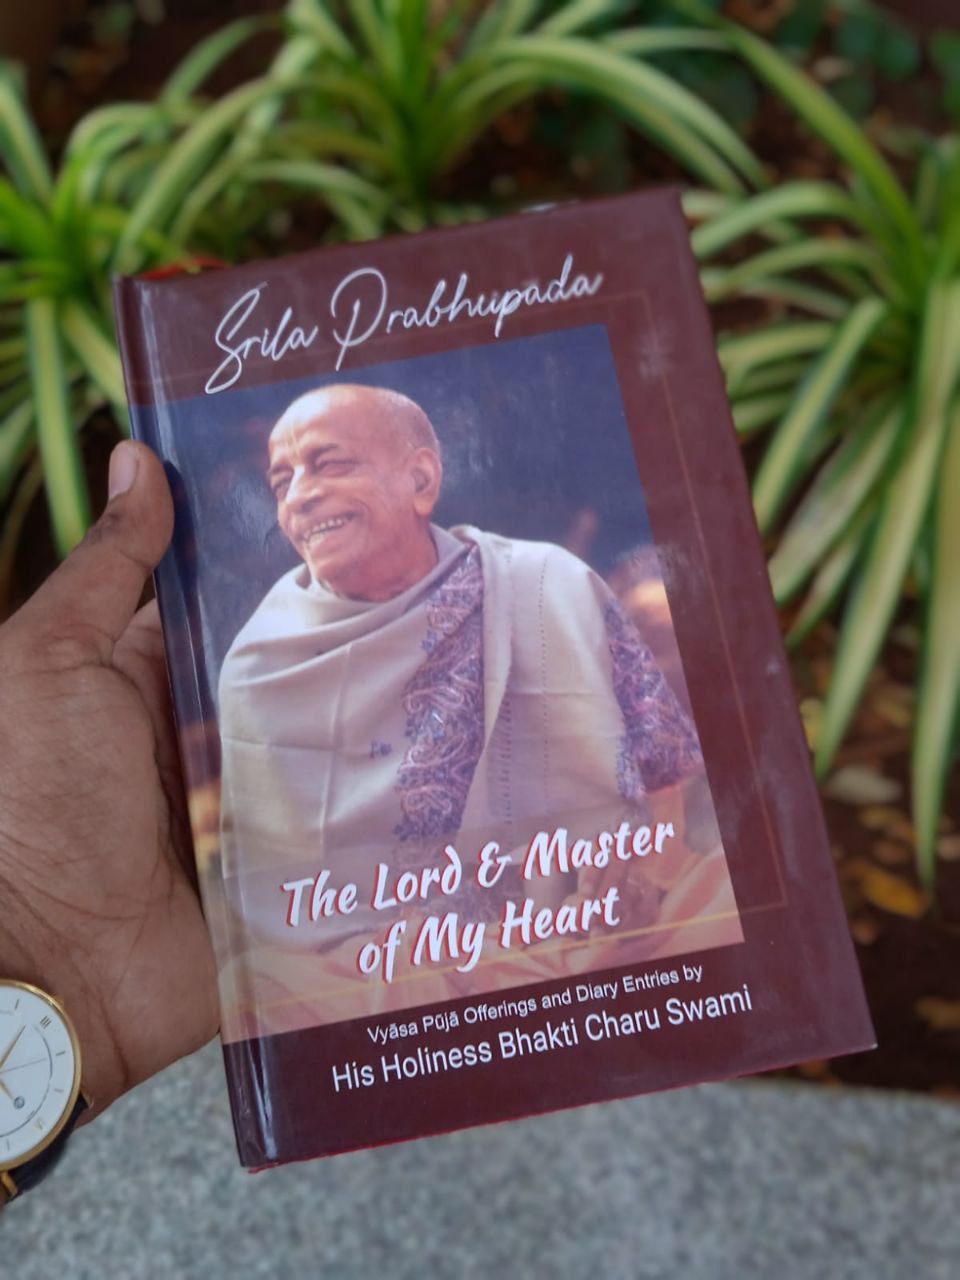 Srila Prabhupada
The Lord & Master
of My Heart
Vyāsa Pūjā Offerings and Diary Entries by
His Holiness Bhakti Charu Swami